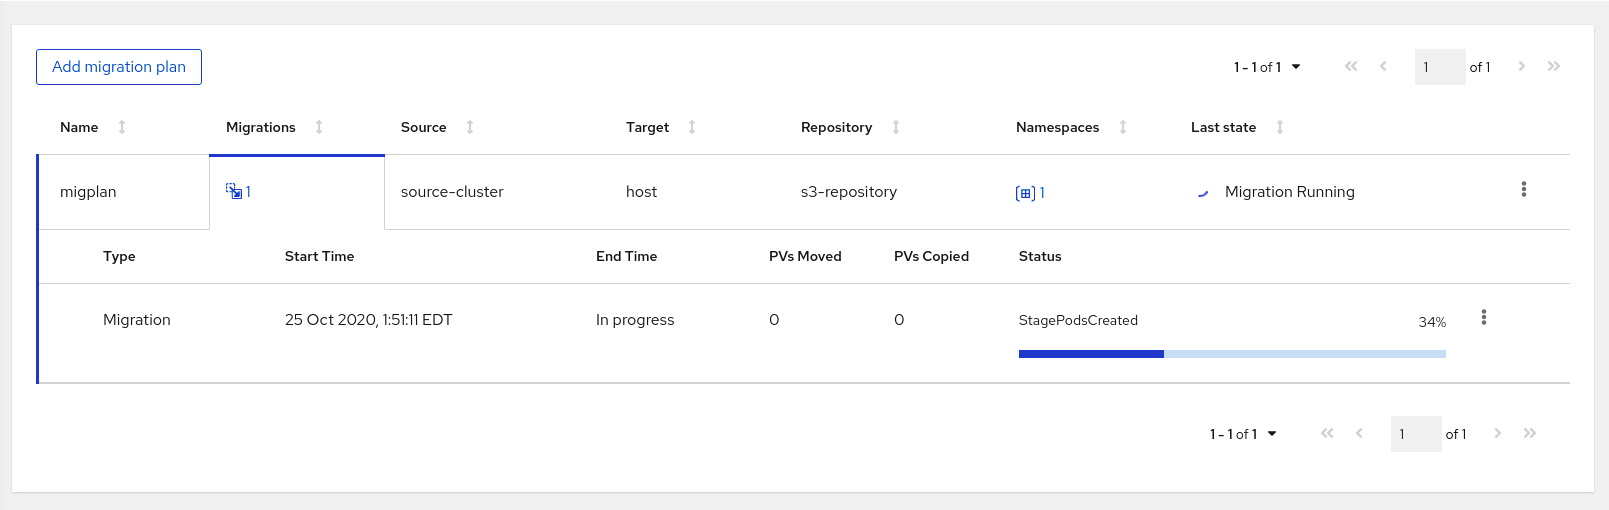 Add migration plan 1 - 1 of 1 1 of 1
Name Migrations Source Target Repository Namespaces Last state
migplan 1 source-cluster host s3-repository 1 Migration Running
Type Start Time End Time PVs Moved PVs Copied Status
Migration 25 Oct 2020, 1:51:11 EDT In progress 0 0 StagePodsCreated 34%
1 - 1 of 1 1 of 1